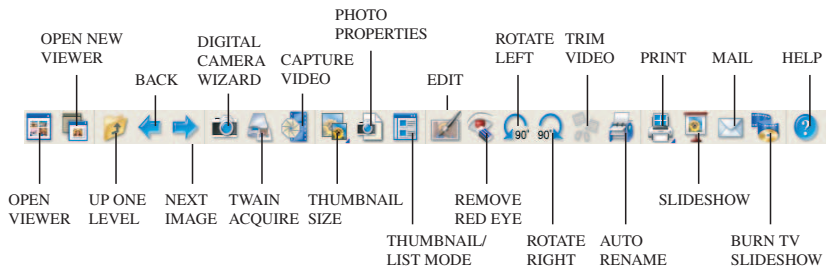 PHOTO
PROPERTIES
OPEN NEW
VIEWER
DIGITAL
CAMERA
WIZARD
ROTATE
LEFT
TRIM
VIDEO
BACK
CAPTURE
VIDEO
EDIT
PRINT
MAIL
HELP
90°
90°
OPEN
VIEWER
UP ONE
LEVEL
NEXT
IMAGE
TWAIN
ACQUIRE
THUMBNAIL
SIZE
THUMBNAIL/
LIST MODE
REMOVE
RED EYE
ROTATE
RIGHT
AUTO
RENAME
SLIDESHOW
BURN TV
SLIDESHOW